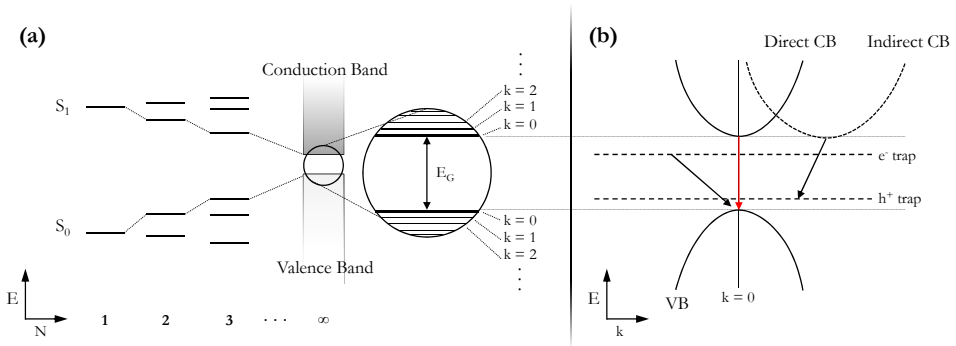 (a)
Conduction Band
S₁
k = 2
k = 1
k = 0
E_G
S₀
k = 0
k = 1
k = 2
Valence Band
E
N
1 2 3 · · · ∞
(b)
Direct CB Indirect CB
e⁻ trap
h⁺ trap
E
k
VB
k = 0